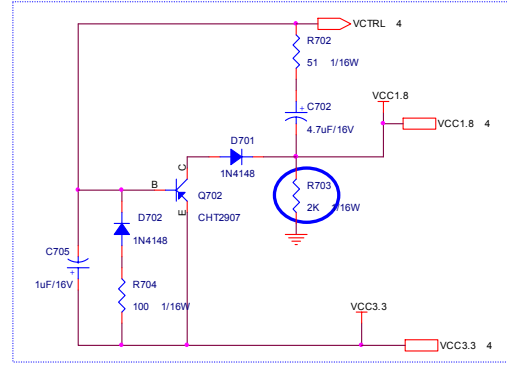 VCTRL 4
R702
51 1/16W
C702
4.7uF/16V
VCC1.8
VCC1.8 4
D701
1N4148
C
B
E
Q702
CHT2907
R703
2K 1/16W
D702
1N4148
C705
1uF/16V
R704
100 1/16W
VCC3.3
VCC3.3 4